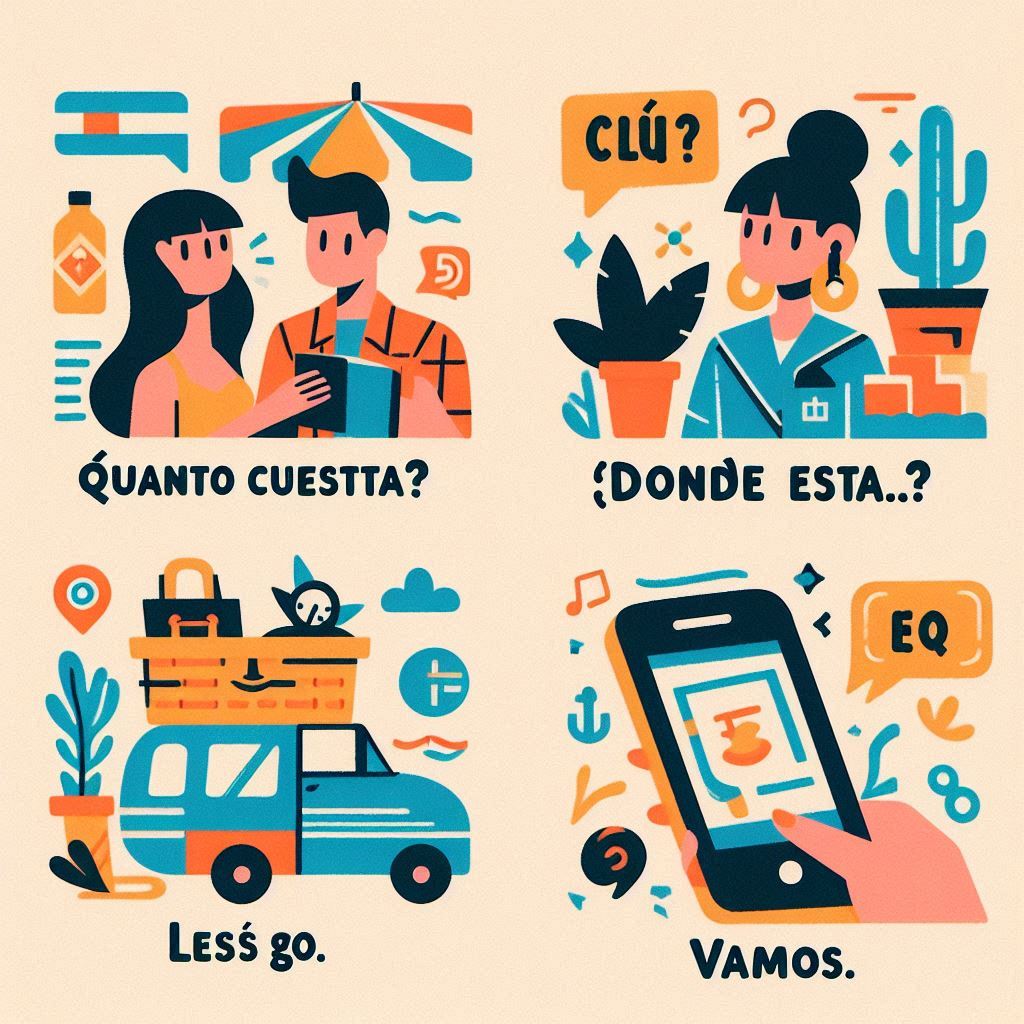 CLÚ?
QUANTO CUESTTA?
¿DONDE ESTA..?
EQ
LESŚ go.
VAMOS.